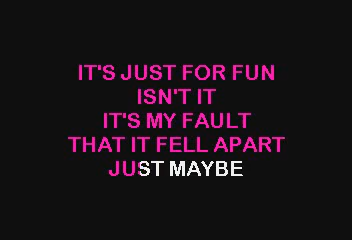 IT'S JUST FOR FUN
ISN'T IT
IT'S MY FAULT
THAT IT FELL APART
JUST MAYBE